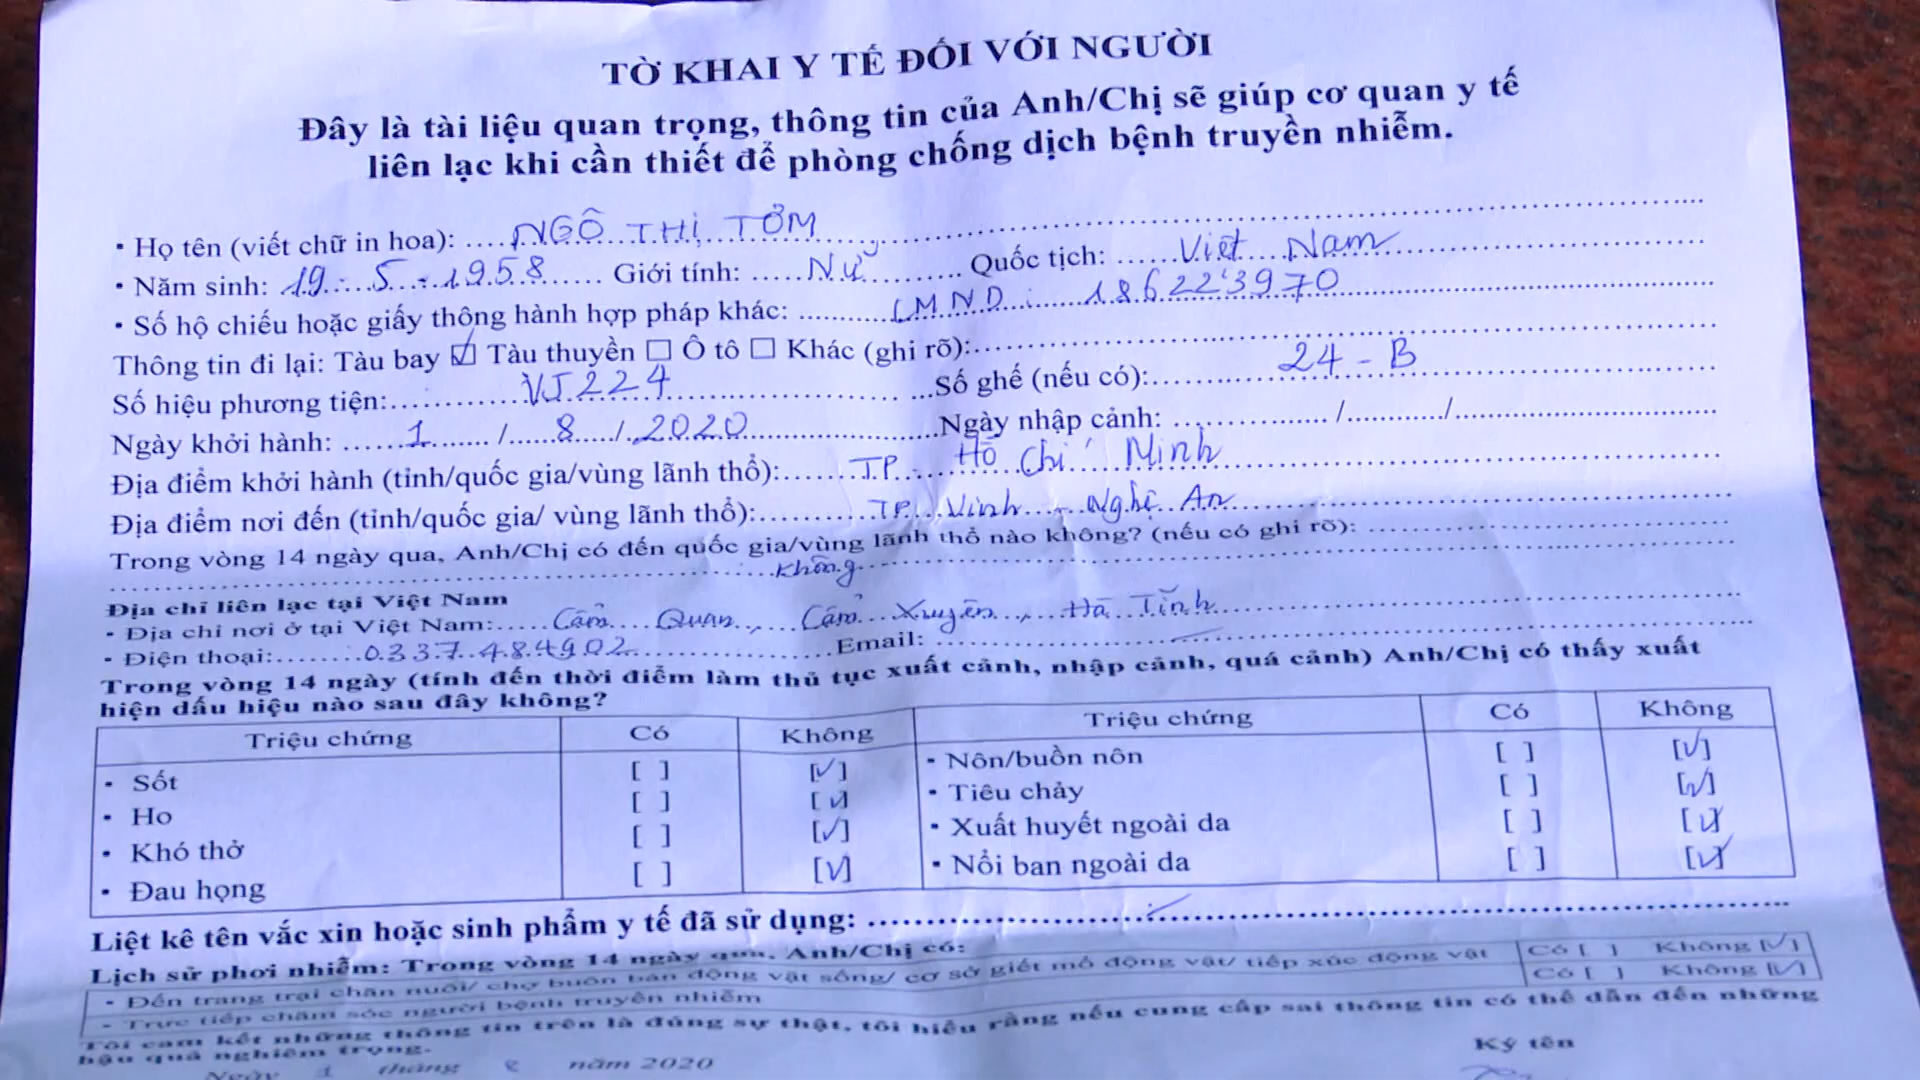 TỜ KHAI Y TẾ ĐỐI VỚI NGƯỜI
Đây là tài liệu quan trọng, thông tin của Anh/Chị sẽ giúp cơ quan y tế
liên lạc khi cần thiết để phòng chống dịch bệnh truyền nhiễm.
• Họ tên (viết chữ in hoa): NGÔ THỊ TỞM
• Năm sinh: 19 - 5 - 1958 Giới tính: Nữ Quốc tịch: Việt Nam
• Số hộ chiếu hoặc giấy thông hành hợp pháp khác: CMND: 186223970
Thông tin đi lại: Tàu bay ☑ Tàu thuyền ☐ Ô tô ☐ Khác (ghi rõ):
Số hiệu phương tiện: VJ224 Số ghế (nếu có): 24 - B
Ngày khởi hành: 1 / 8 / 2020 Ngày nhập cảnh: / /
Địa điểm khởi hành (tỉnh/quốc gia/vùng lãnh thổ): TP. Hồ Chí Minh
Địa điểm nơi đến (tỉnh/quốc gia/ vùng lãnh thổ): TP. Vinh - Nghệ An
Trong vòng 14 ngày qua, Anh/Chị có đến quốc gia/vùng lãnh thổ nào không? (nếu có ghi rõ):
Không
Địa chỉ liên lạc tại Việt Nam
• Địa chỉ nơi ở tại Việt Nam: Cẩm Quan, Cẩm Xuyên, Hà Tĩnh
• Điện thoại: 0337484902 Email:
Trong vòng 14 ngày (tính đến thời điểm làm thủ tục xuất cảnh, nhập cảnh, quá cảnh) Anh/Chị có thấy xuất
hiện dấu hiệu nào sau đây không?
Triệu chứng Có Không Triệu chứng Có Không
• Sốt [ ] [✓] • Nôn/buồn nôn [ ] [✓]
• Ho [ ] [✓] • Tiêu chảy [ ] [✓]
• Khó thở [ ] [✓] • Xuất huyết ngoài da [ ] [✓]
• Đau họng [ ] [✓] • Nổi ban ngoài da [ ] [✓]
Liệt kê tên vắc xin hoặc sinh phẩm y tế đã sử dụng:
Lịch sử phơi nhiễm: Trong vòng 14 ngày qua, Anh/Chị có:
• Đến trang trại chăn nuôi/ chợ buôn bán động vật sống/ cơ sở giết mổ động vật/ tiếp xúc động vật Có [ ] Không [✓]
• Trực tiếp chăm sóc người bệnh truyền nhiễm Có [ ] Không [✓]
Tôi cam kết những thông tin trên là đúng sự thật, tôi hiểu rằng nếu cung cấp sai thông tin có thể dẫn đến những
hậu quả nghiêm trọng.
Ngày 1 tháng 8 năm 2020 Ký tên